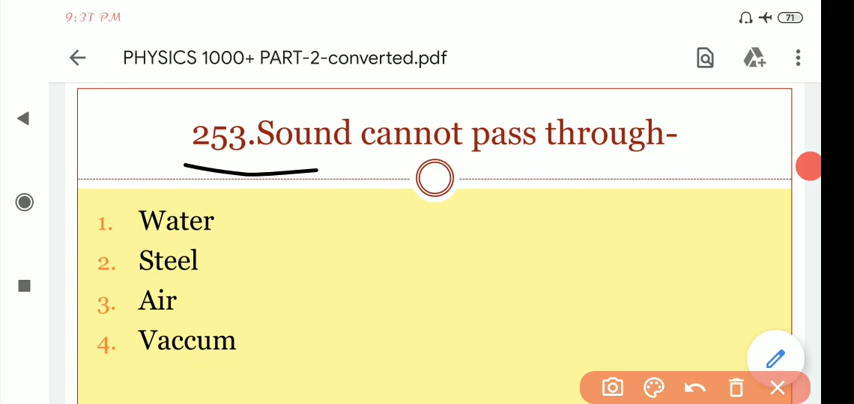 9:37 PM
71
PHYSICS 1000+ PART-2-converted.pdf
253.Sound cannot pass through-
1. Water
2. Steel
3. Air
4. Vaccum